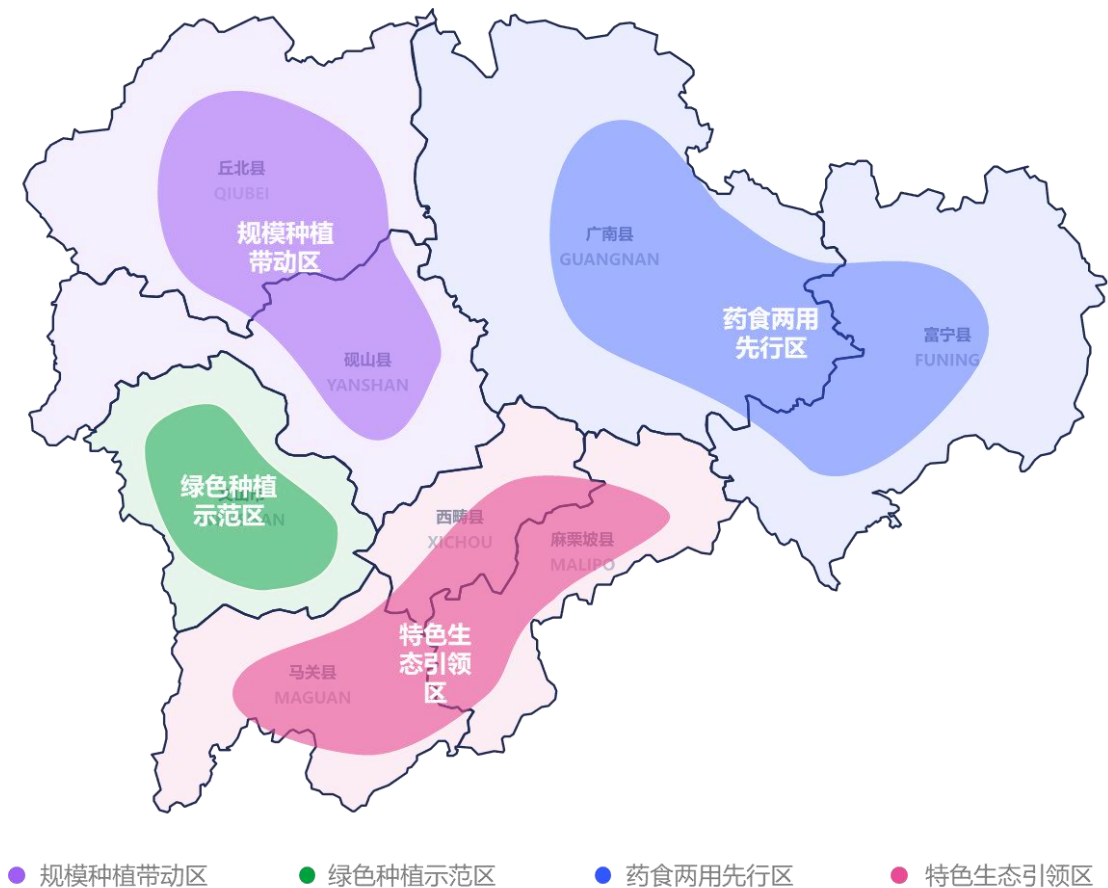 丘北县
QIUBEI
规模种植
带动区
广南县
GUANGNAN
药食两用
先行区
富宁县
FUNING
砚山县
YANSHAN
绿色种植
示范区
西畴县
XICHOU
麻栗坡县
MALIPO
特色生
态引领
区
马关县
MAGUAN
规模种植带动区
绿色种植示范区
药食两用先行区
特色生态引领区